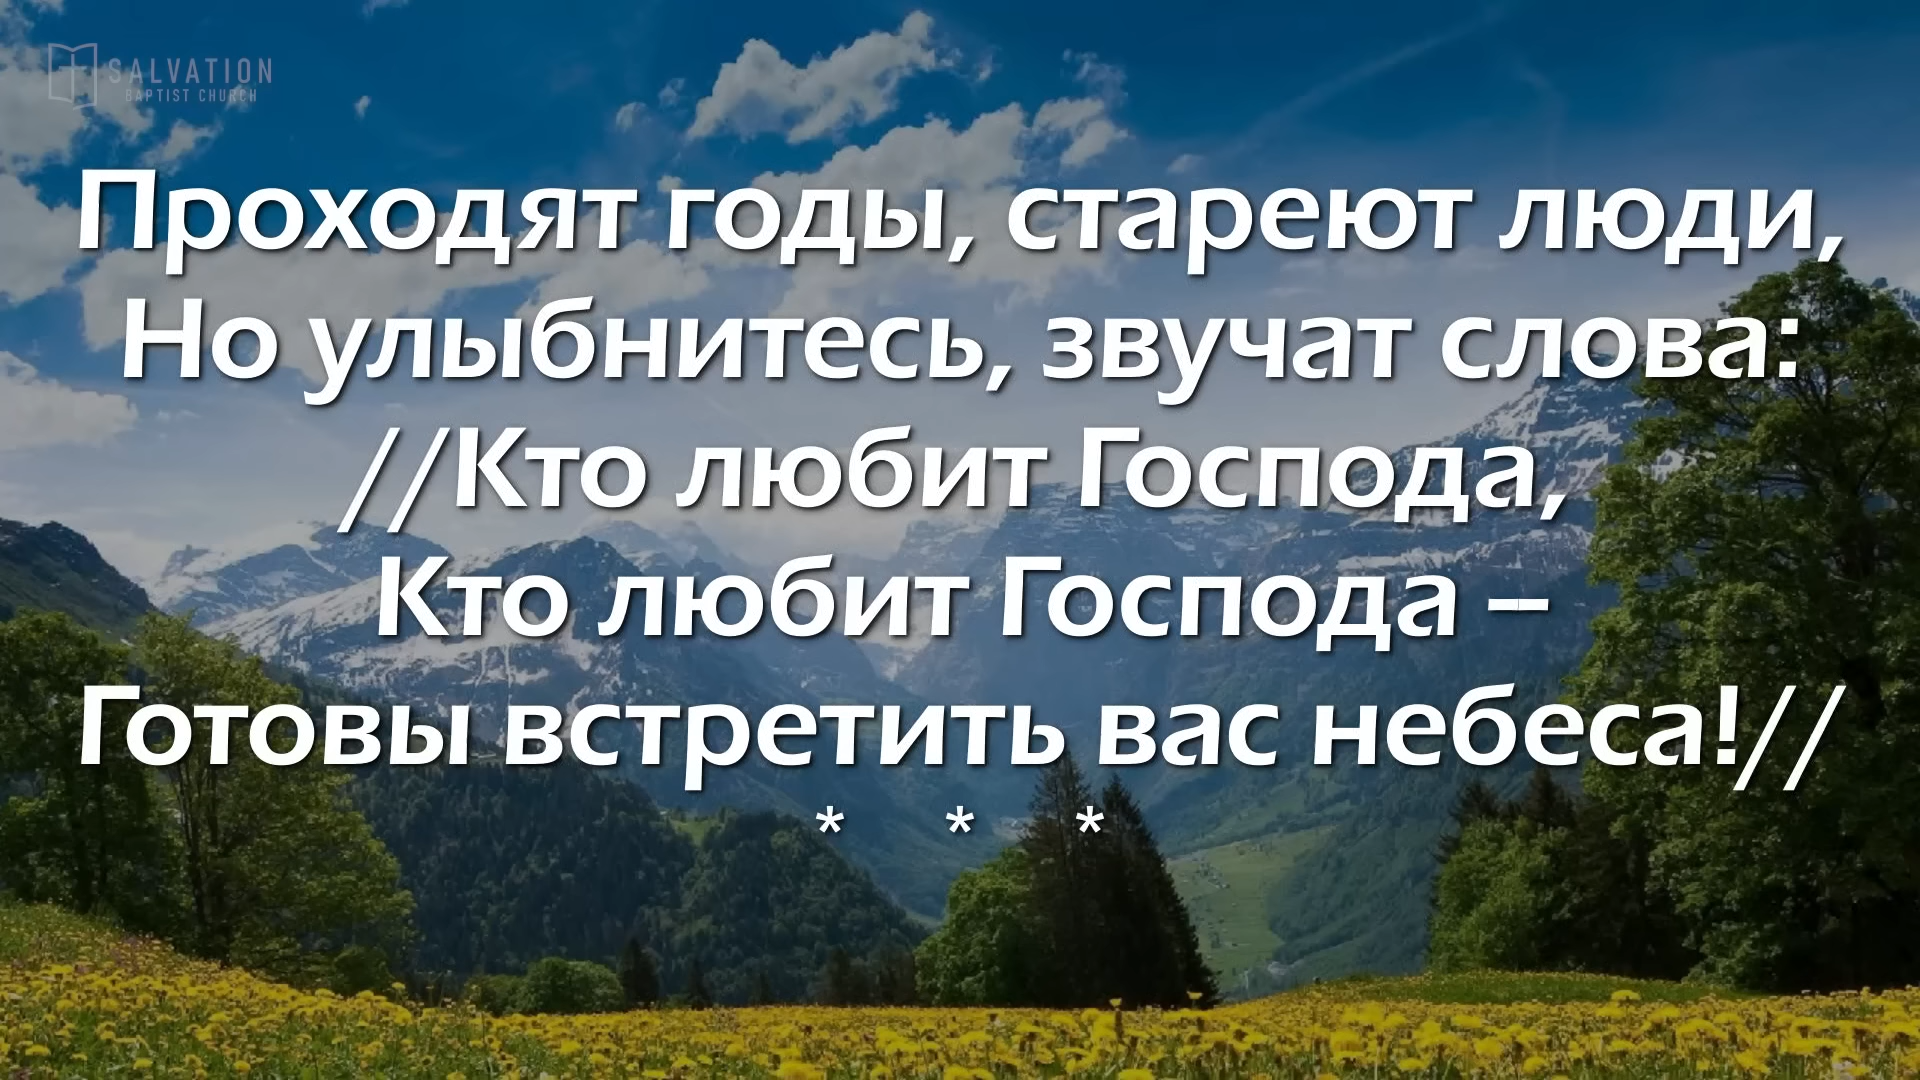 SALVATION
BAPTIST CHURCH
Проходят годы, стареют люди,
Но улыбнитесь, звучат слова:
//Кто любит Господа,
Кто любит Господа –
Готовы встретить вас небеса!//
* * *